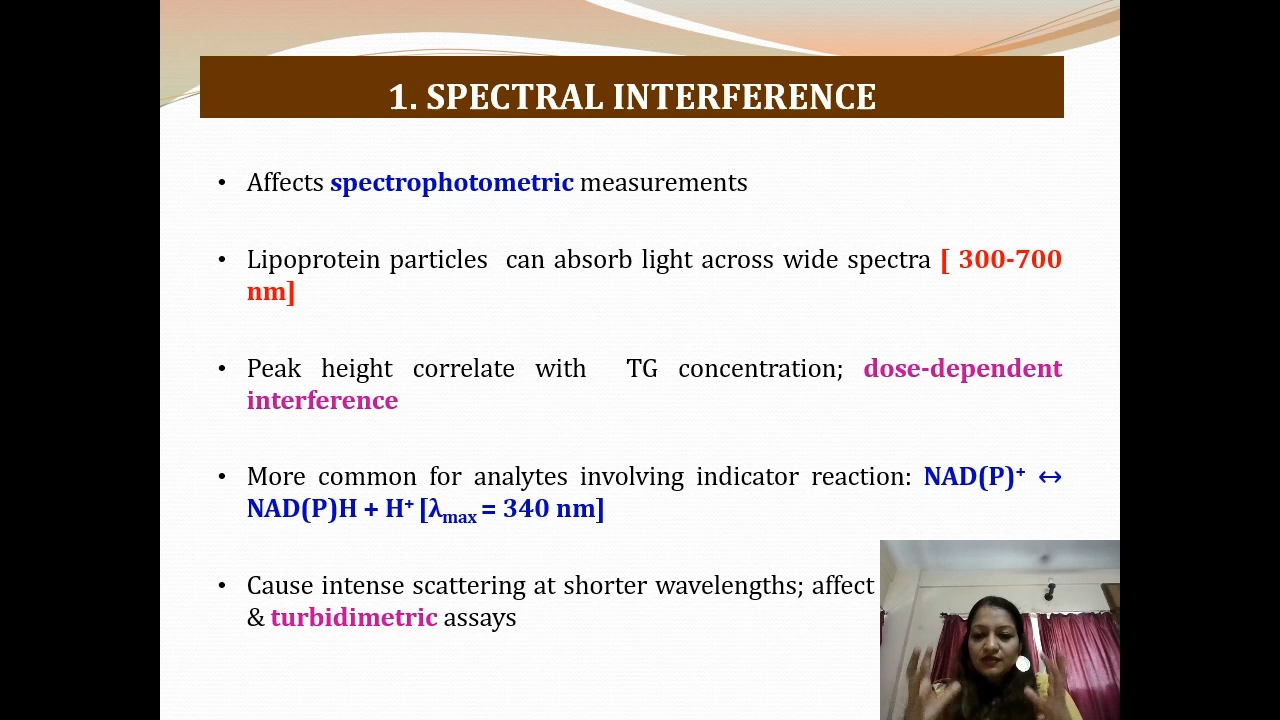 1. SPECTRAL INTERFERENCE
• Affects spectrophotometric measurements
• Lipoprotein particles can absorb light across wide spectra [ 300-700
nm]
• Peak height correlate with TG concentration; dose-dependent
interference
• More common for analytes involving indicator reaction: NAD(P)⁺ ↔
NAD(P)H + H⁺ [λmax = 340 nm]
• Cause intense scattering at shorter wavelengths; affect
& turbidimetric assays